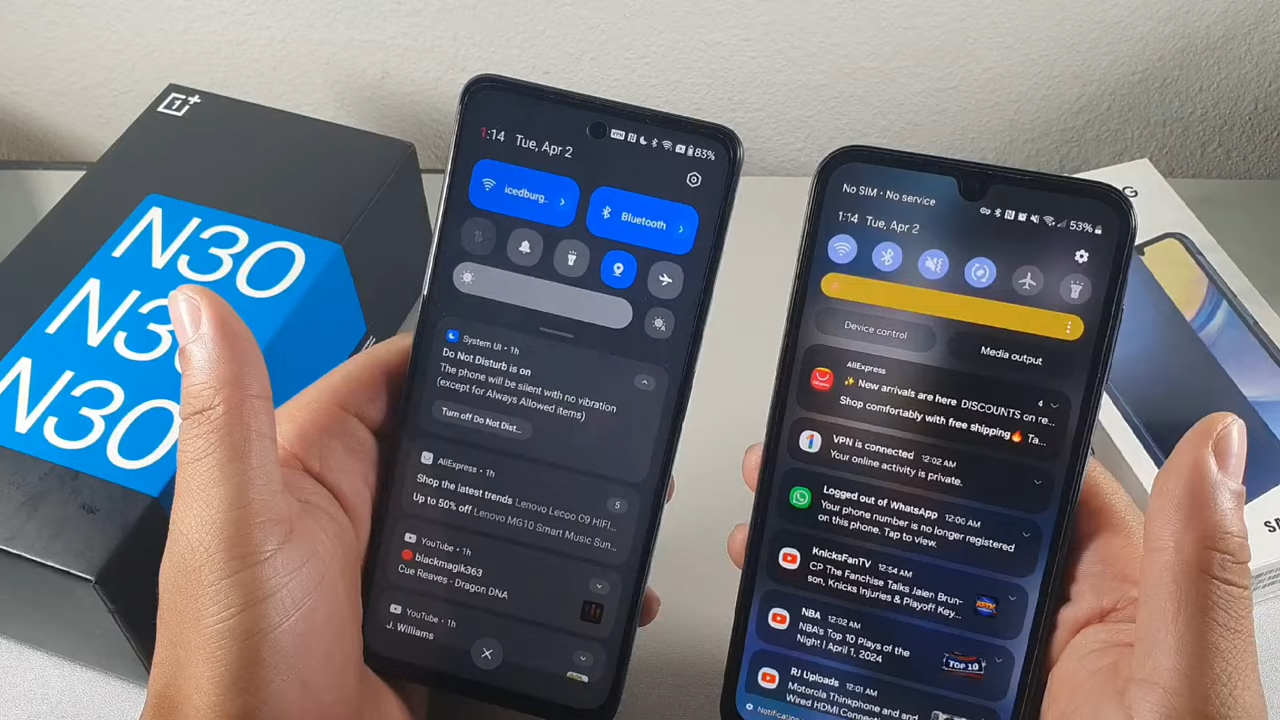 N30
N30
N30
1:14 Tue, Apr 2
VPN
83%
icedburg..
Bluetooth
System UI • 1h
Do Not Disturb is on
The phone will be silent with no vibration
(except for Always Allowed items)
Turn off Do Not Dist...
AliExpress • 1h
Shop the latest trends Lenovo Lecoo C9 HIFI...
Up to 50% off Lenovo MG10 Smart Music Sun...
5
YouTube • 1h
blackmagik363
Cue Reaves - Dragon DNA
YouTube • 1h
J. Williams
No SIM • No service
53%
1:14 Tue, Apr 2
Device control
Media output
AliExpress
New arrivals are here DISCOUNTS on re...
Shop comfortably with free shipping🔥 Ta...
4
VPN is connected 12:02 AM
Your online activity is private.
Logged out of WhatsApp 12:00 AM
Your phone number is no longer registered
on this phone. Tap to view.
KnicksFanTV 12:54 AM
CP The Franchise Talks Jalen Brun-
son, Knicks Injuries & Playoff Key...
NBA 12:02 AM
NBA's Top 10 Plays of the
Night | April 1, 2024
TOP 10
RJ Uploads 12:01 AM
Motorola Thinkphone and and
Wired HDMI Connecti
Notification
G